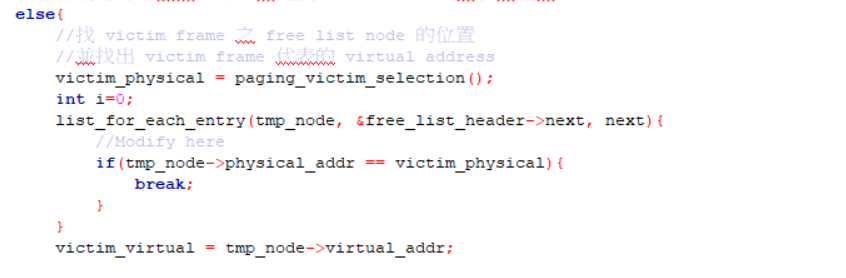 else{
//找 victim frame 之 free list node 的位置
//並找出 victim frame 代表的 virtual address
victim_physical = paging_victim_selection();
int i=0;
list_for_each_entry(tmp_node, &free_list_header->next, next){
//Modify here
if(tmp_node->physical_addr == victim_physical){
break;
}
}
victim_virtual = tmp_node->virtual_addr;